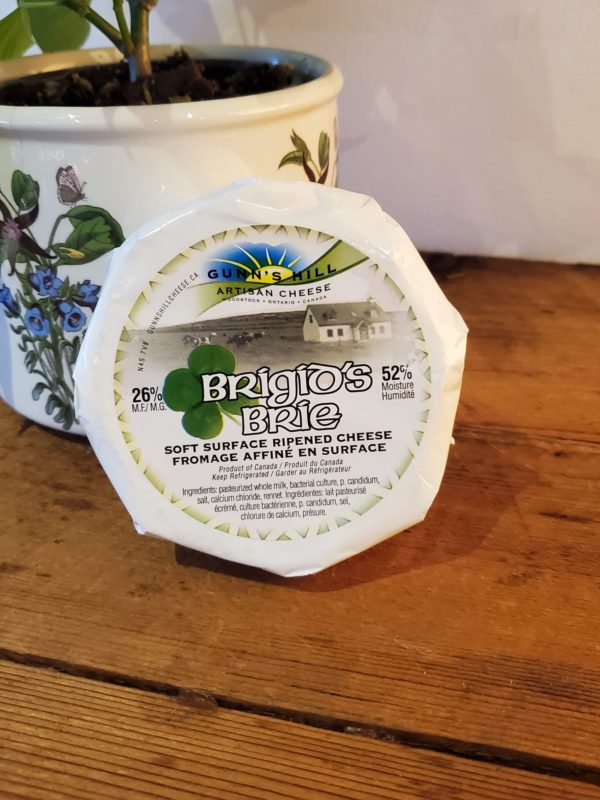 GUNNSHILLCHEESE.CA
N4S 7V8
GUNN'S HILL
ARTISAN CHEESE
WOODSTOCK • ONTARIO • CANADA
26%
M.F./ M.G.
BRIGID'S
BRIE
52%
Moisture
Humidité
SOFT SURFACE RIPENED CHEESE
FROMAGE AFFINÉ EN SURFACE
Product of Canada / Produit du Canada
Keep Refrigerated / Garder au Réfrigérateur
Ingredients: pasteurized whole milk, bacterial culture, p. candidum,
salt, calcium chloride, rennet. Ingrédients: lait pasteurisé
écrémé, culture bactérienne, p. candidum, sel,
chlorure de calcium, présure.